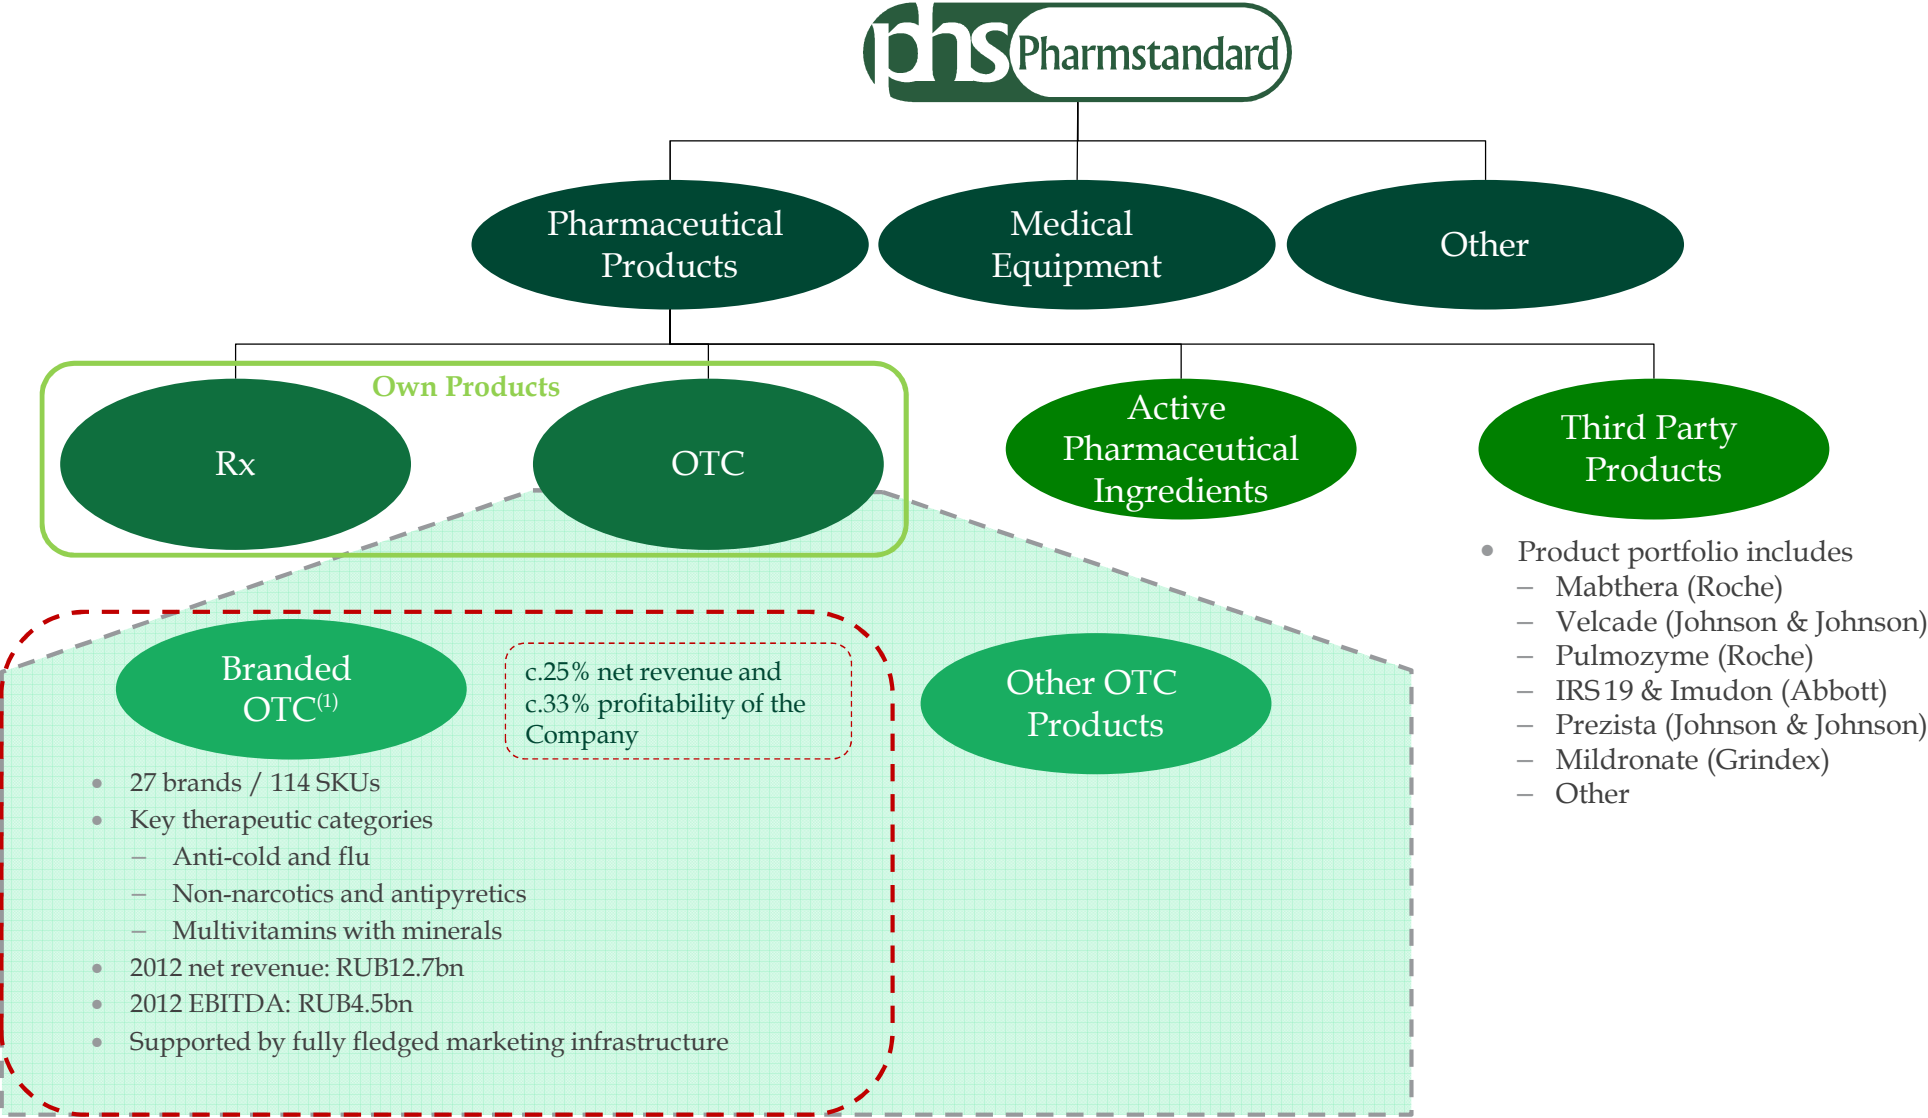 phs Pharmstandard
Pharmaceutical
Products
Medical
Equipment
Other
Own Products
Rx
OTC
Active
Pharmaceutical
Ingredients
Third Party
Products
• Product portfolio includes
– Mabthera (Roche)
– Velcade (Johnson & Johnson)
– Pulmozyme (Roche)
– IRS19 & Imudon (Abbott)
– Prezista (Johnson & Johnson)
– Mildronate (Grindex)
– Other
Branded
OTC(1)
c.25% net revenue and
c.33% profitability of the
Company
Other OTC
Products
• 27 brands / 114 SKUs
• Key therapeutic categories
– Anti-cold and flu
– Non-narcotics and antipyretics
– Multivitamins with minerals
• 2012 net revenue: RUB12.7bn
• 2012 EBITDA: RUB4.5bn
• Supported by fully fledged marketing infrastructure